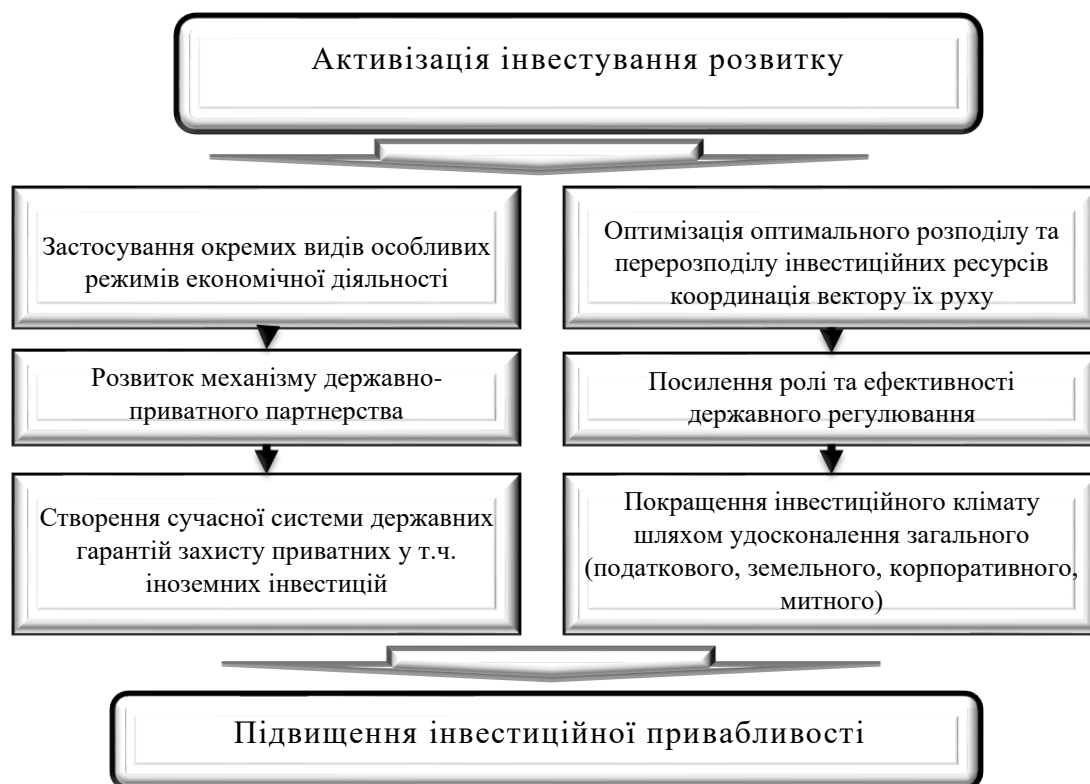 Активізація інвестування розвитку
Застосування окремих видів особливих
режимів економічної діяльності
Розвиток механізму державно-
приватного партнерства
Створення сучасної системи державних
гарантій захисту приватних у т.ч.
іноземних інвестицій
Оптимізація оптимального розподілу та
перерозподілу інвестиційних ресурсів
координація вектору їх руху
Посилення ролі та ефективності
державного регулювання
Покращення інвестиційного клімату
шляхом удосконалення загального
(податкового, земельного, корпоративного,
митного)
Підвищення інвестиційної привабливості